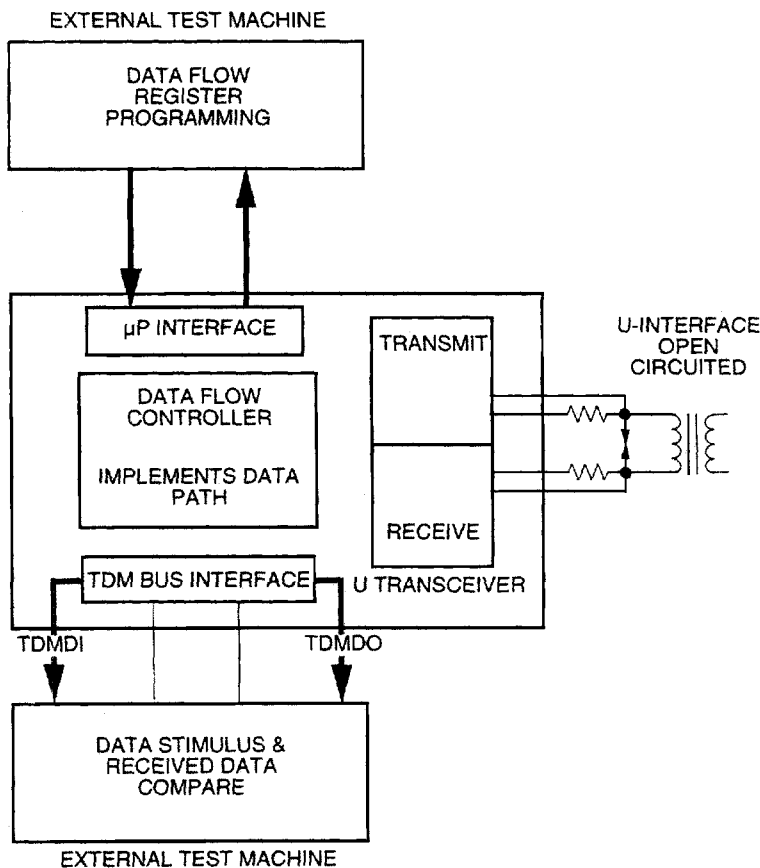 EXTERNAL TEST MACHINE
DATA FLOW
REGISTER
PROGRAMMING
µP INTERFACE
TRANSMIT
U-INTERFACE
OPEN
CIRCUITED
DATA FLOW
CONTROLLER
IMPLEMENTS DATA
PATH
RECEIVE
TDM BUS INTERFACE
U TRANSCEIVER
TDMDI
TDMDO
DATA STIMULUS &
RECEIVED DATA
COMPARE
EXTERNAL TEST MACHINE